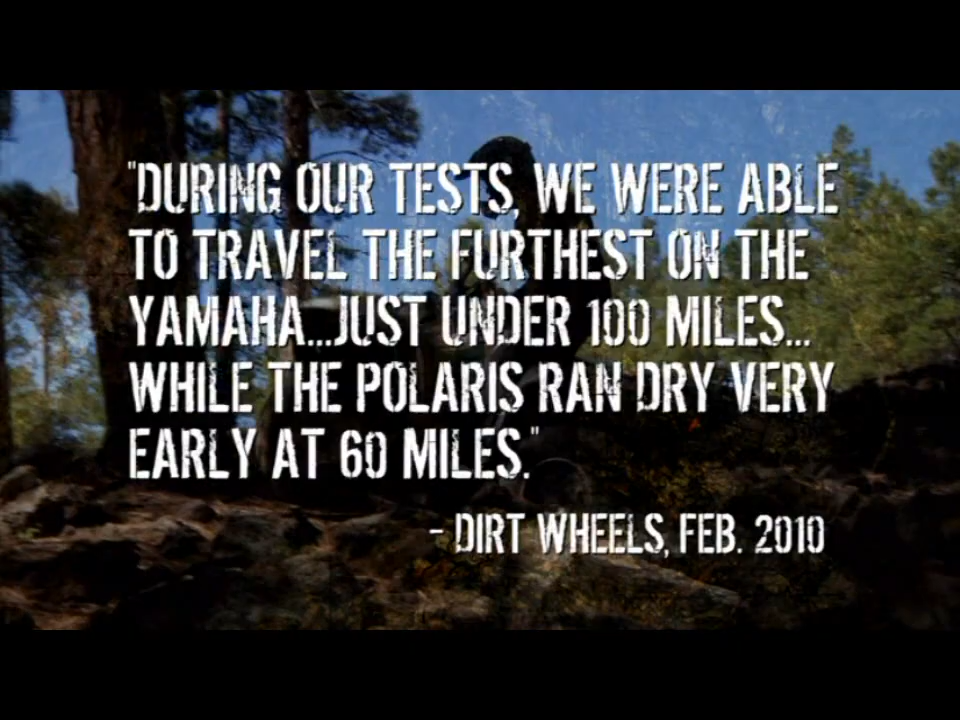 "DURING OUR TESTS, WE WERE ABLE
TO TRAVEL THE FURTHEST ON THE
YAMAHA...JUST UNDER 100 MILES...
WHILE THE POLARIS RAN DRY VERY
EARLY AT 60 MILES."
- DIRT WHEELS, FEB. 2010